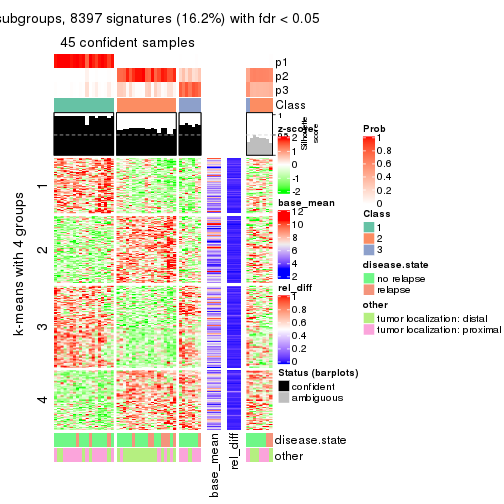 subgroups, 8397 signatures (16.2%) with fdr < 0.05
45 confident samples
p1
p2
p3
Class
1
Silhouette
score
z-score
2
1
0
-1
-2
base_mean
12
10
8
6
4
2
rel_diff
1
0.8
0.6
0.4
0.2
0
Status (barplots)
confident
ambiguous
Prob
1
0.8
0.6
0.4
0.2
0
Class
1
2
3
disease.state
no relapse
relapse
other
tumor localization: distal
tumor localization: proximal
k-means with 4 groups
1
2
3
4
disease.state
other
base_mean
rel_diff